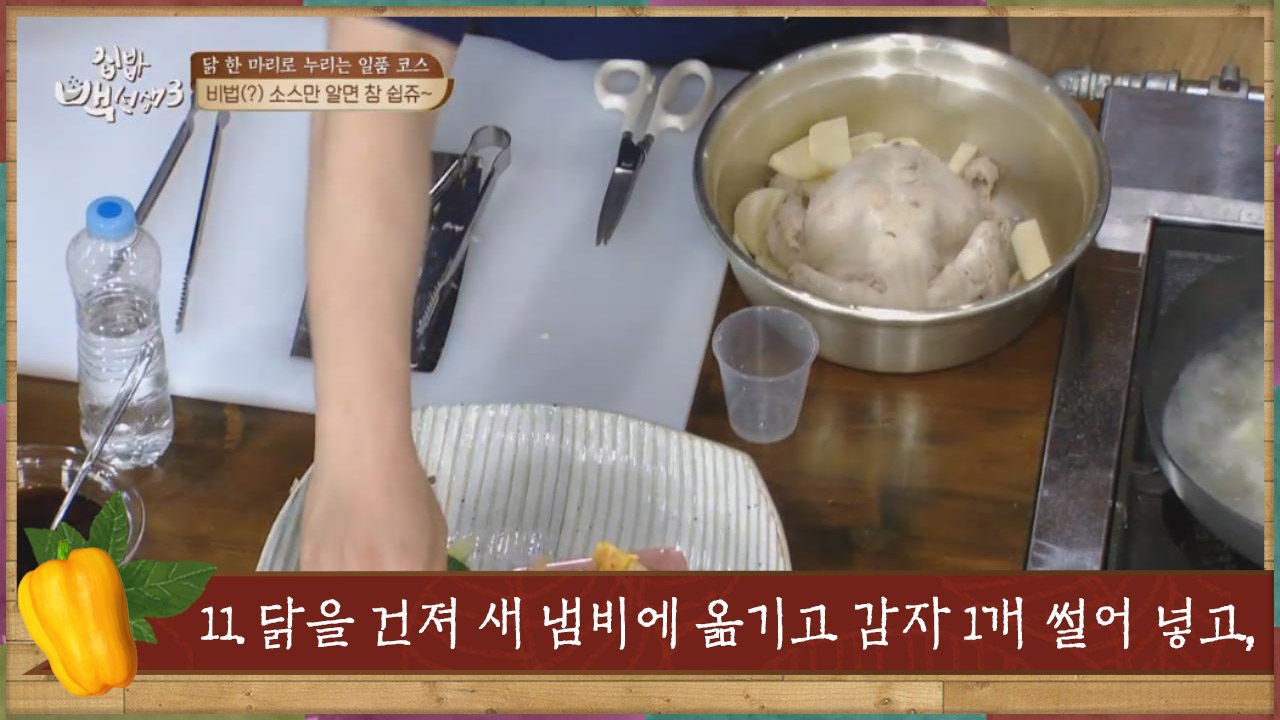 집밥
백선생3
닭 한 마리로 누리는 일품 코스
비법(?) 소스만 알면 참 쉽쥬~
11. 닭을 건져 새 냄비에 옮기고 감자 1개 썰어 넣고,